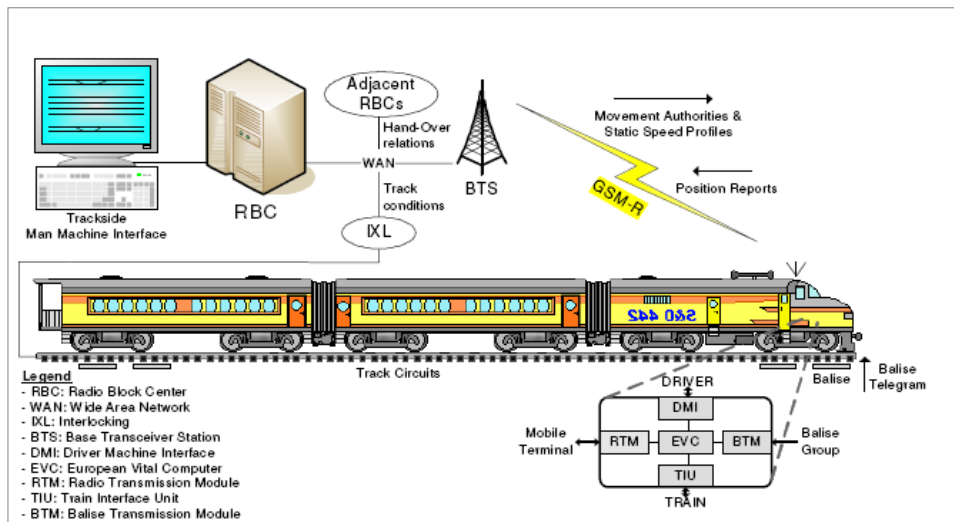 Adjacent
RBCs
Hand-Over
relations
WAN
Track
conditions
IXL
RBC
BTS
Trackside
Man Machine Interface
Movement Authorities &
Static Speed Profiles
Position Reports
GSM-R
S&D 442
Track Circuits
Balise
Balise
Telegram
Legend
- RBC: Radio Block Center
- WAN: Wide Area Network
- IXL: Interlocking
- BTS: Base Transceiver Station
- DMI: Driver Machine Interface
- EVC: European Vital Computer
- RTM: Radio Transmission Module
- TIU: Train Interface Unit
- BTM: Balise Transmission Module
DRIVER
DMI
Mobile
Terminal
RTM
EVC
BTM
Balise
Group
TIU
TRAIN